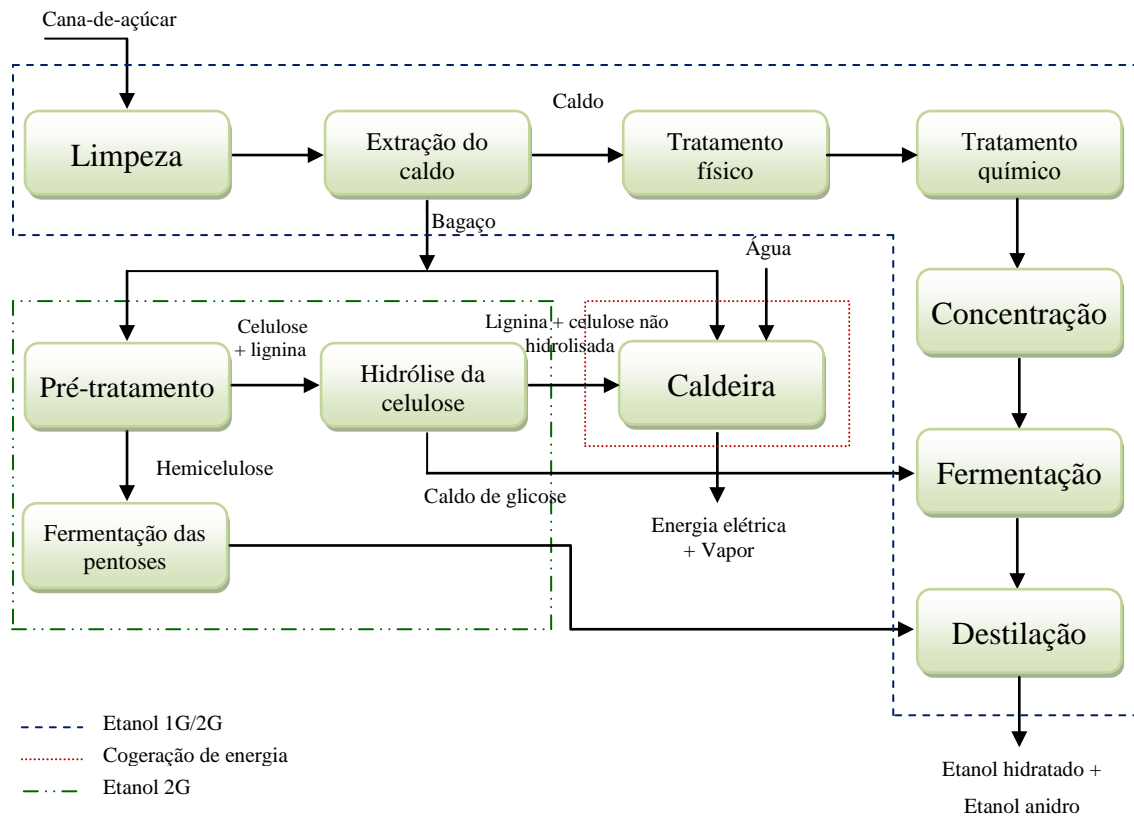 Cana-de-açúcar
Caldo
Limpeza
Extração do
caldo
Tratamento
físico
Tratamento
químico
Bagaço
Água
Concentração
Celulose
+ lignina
Lignina + celulose não
hidrolisada
Pré-tratamento
Hidrólise da
celulose
Caldeira
Hemicelulose
Caldo de glicose
Fermentação
Energia elétrica
+ Vapor
Fermentação das
pentoses
Destilação
Etanol 1G/2G
Cogeração de energia
Etanol 2G
Etanol hidratado +
Etanol anidro